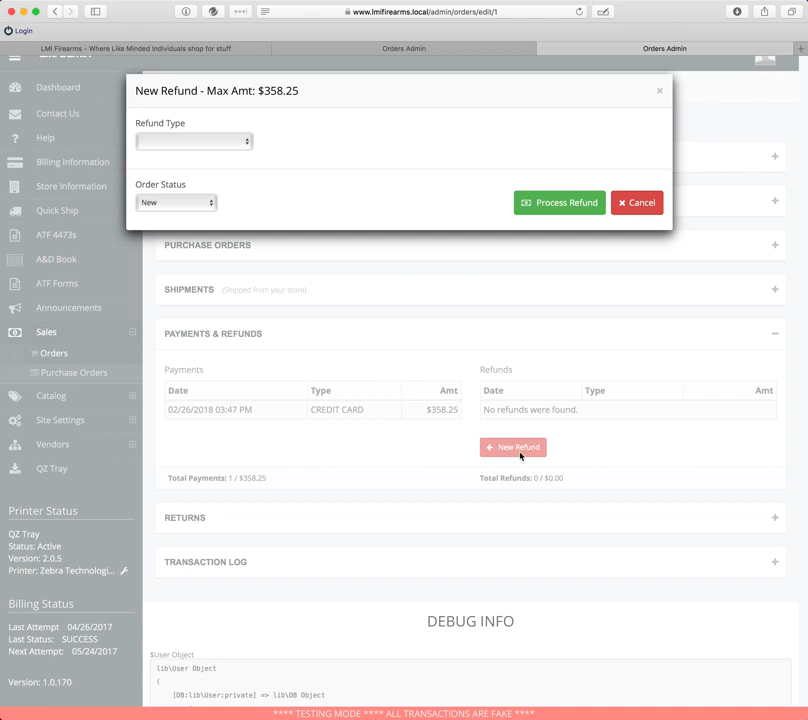 www.lmifirearms.local/admin/orders/edit/1
Login
LMI Firearms - Where Like Minded Individuals shop for stuff
Orders Admin
Orders Admin
New Refund - Max Amt: $358.25
×
Refund Type
Order Status
New
Process Refund
Cancel
Dashboard
Contact Us
Help
Billing Information
Store Information
Quick Ship
ATF 4473s
A&D Book
ATF Forms
Announcements
Sales
Orders
Purchase Orders
Catalog
Site Settings
Vendors
QZ Tray
Printer Status
QZ Tray
Status: Active
Version: 2.0.5
Printer: Zebra Technologi...
Billing Status
Last Attempt 04/26/2017
Last Status: SUCCESS
Next Attempt: 05/24/2017
Version: 1.0.170
PURCHASE ORDERS
SHIPMENTS (Shipped from your store)
PAYMENTS & REFUNDS
Payments
Date Type Amt
02/26/2018 03:47 PM CREDIT CARD $358.25
Total Payments: 1 / $358.25
Refunds
Date Type Amt
No refunds were found.
New Refund
Total Refunds: 0 / $0.00
RETURNS
TRANSACTION LOG
DEBUG INFO
$User Object
lib\User Object
(
[DB:lib\User:private] => lib\DB Object
**** TESTING MODE **** ALL TRANSACTIONS ARE FAKE ****